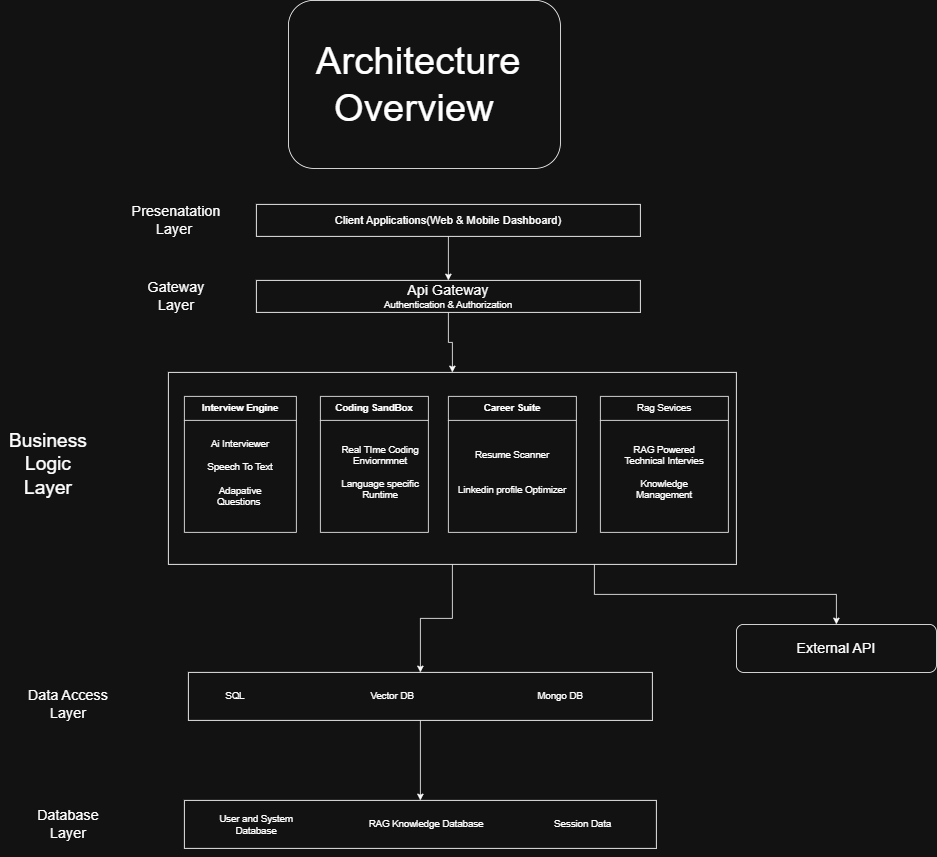 Architecture
Overview
Presenatation
Layer
Client Applications(Web & Mobile Dashboard)
Gateway
Layer
Api Gateway
Authentication & Authorization
Business
Logic
Layer
Interview Engine
Ai Interviewer
Speech To Text
Adapative
Questions
Coding SandBox
Real TIme Coding
Enviornmnet
Language specific
Runtime
Career Suite
Resume Scanner
Linkedin profile Optimizer
Rag Sevices
RAG Powered
Technical Intervies
Knowledge
Management
External API
Data Access
Layer
SQL
Vector DB
Mongo DB
Database
Layer
User and System
Database
RAG Knowledge Database
Session Data